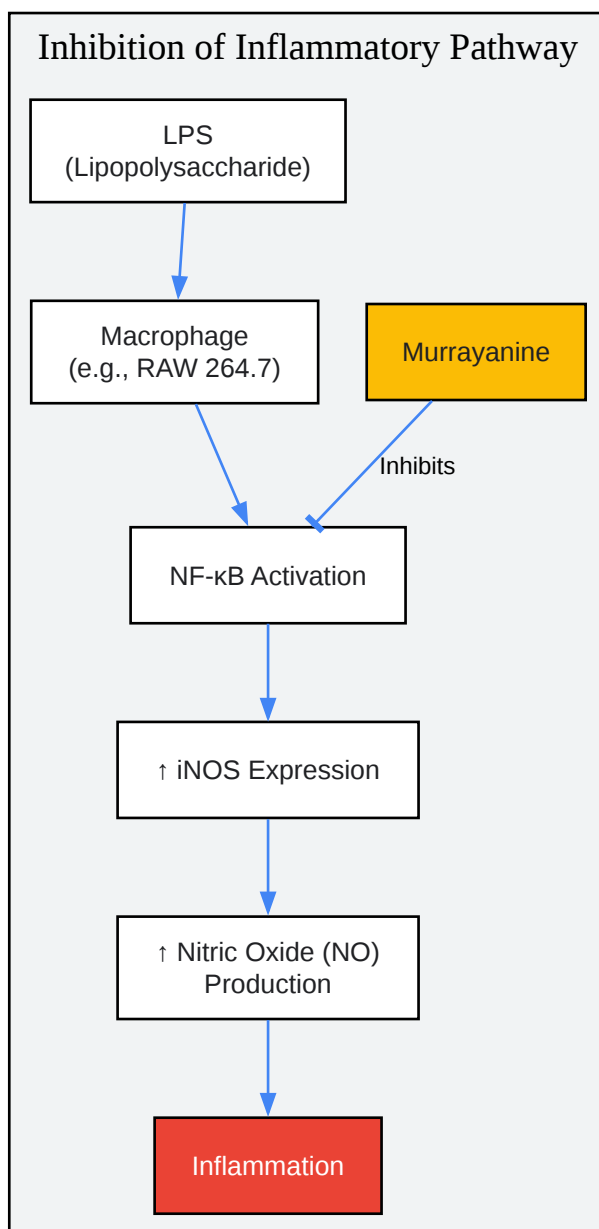 Inhibition of Inflammatory Pathway
LPS
(Lipopolysaccharide)
Macrophage
(e.g., RAW 264.7)
Murrayanine
Inhibits
NF-κB Activation
↑ iNOS Expression
↑ Nitric Oxide (NO)
Production
Inflammation